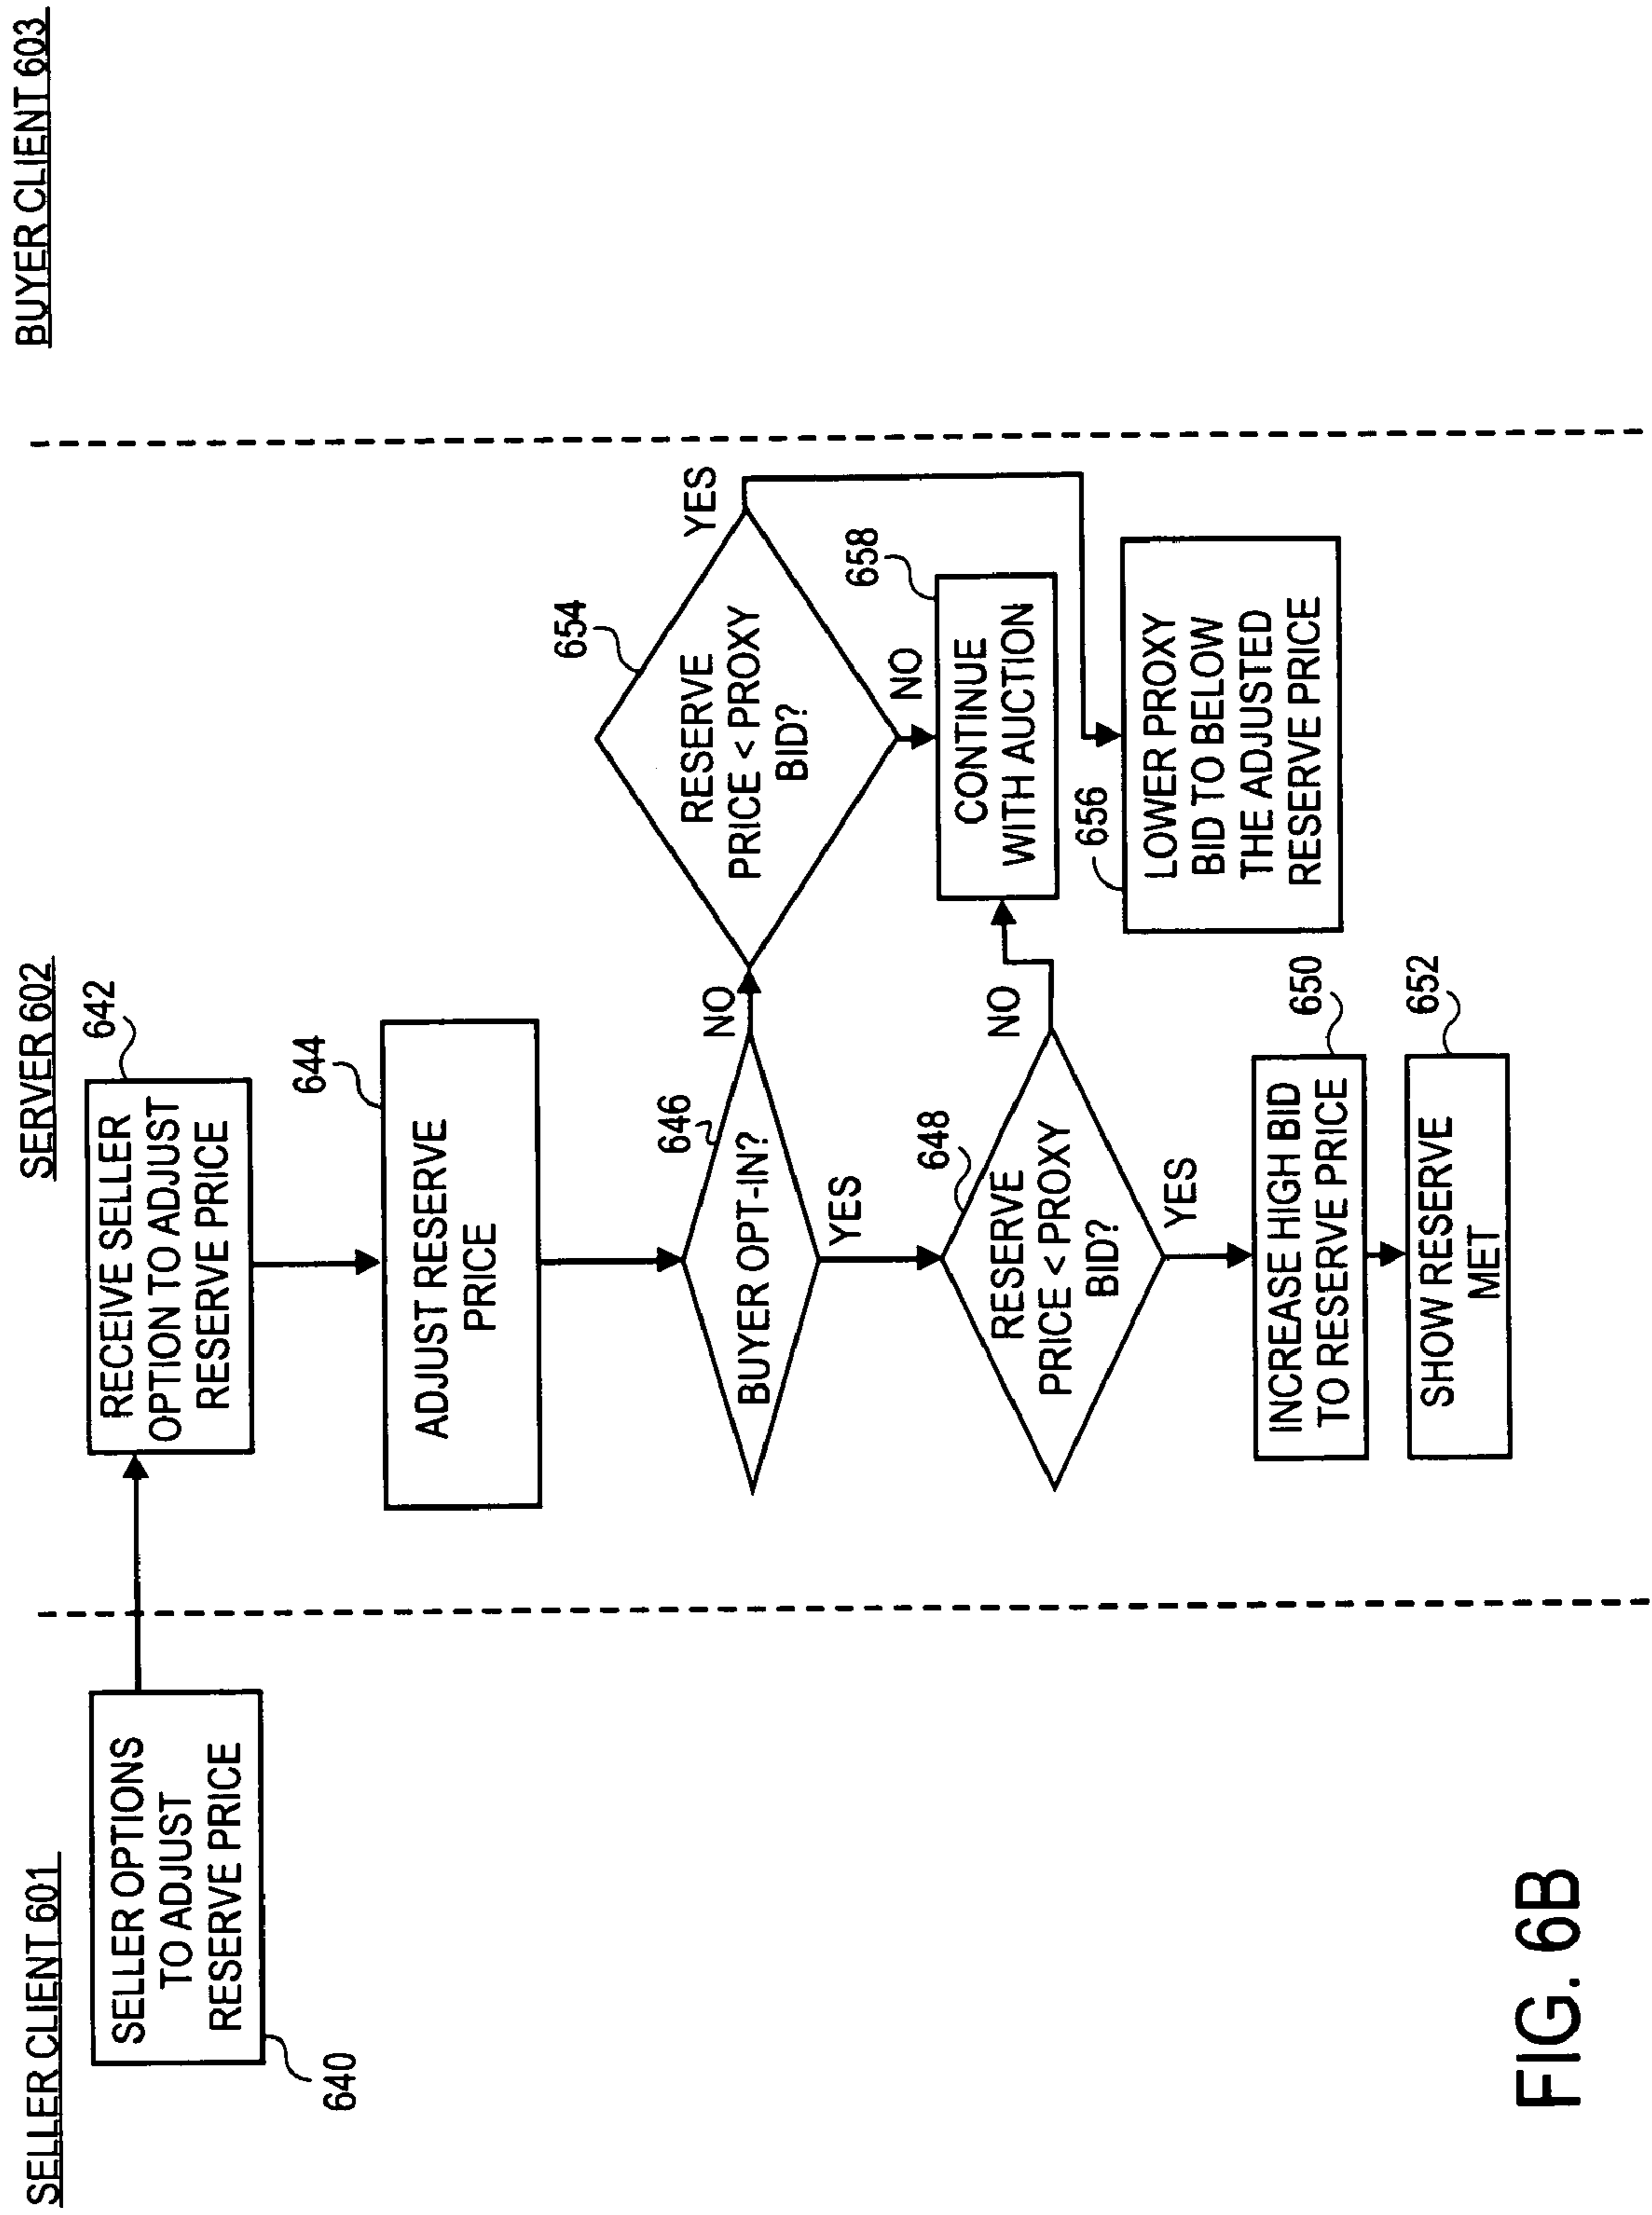 SELLER CLIENT 601
SERVER 602
BUYER CLIENT 603
SELLER OPTIONS
TO ADJUST
RESERVE PRICE
640
RECEIVE SELLER
OPTION TO ADJUST
RESERVE PRICE
642
ADJUST RESERVE
PRICE
644
BUYER OPT-IN?
646
NO
YES
RESERVE
PRICE < PROXY
BID?
654
YES
NO
RESERVE
PRICE < PROXY
BID?
648
NO
YES
CONTINUE
WITH AUCTION
658
LOWER PROXY
BID TO BELOW
THE ADJUSTED
RESERVE PRICE
656
INCREASE HIGH BID
TO RESERVE PRICE
650
SHOW RESERVE
MET
652
FIG. 6B